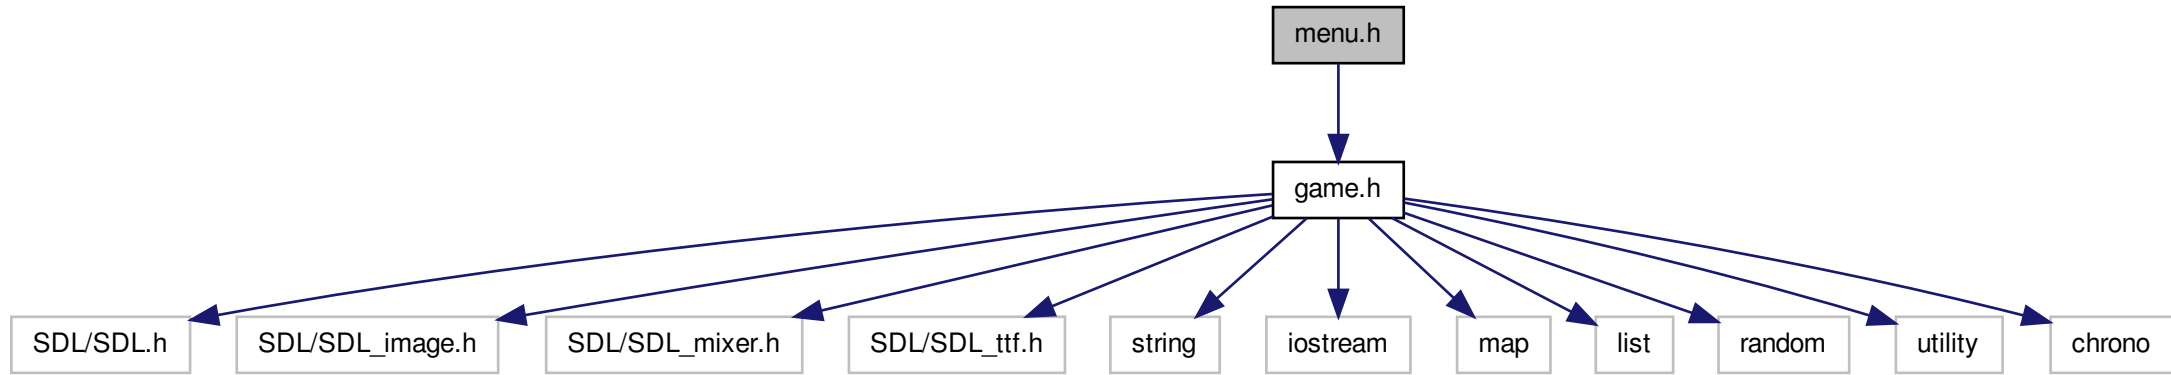 menu.h
game.h
SDL/SDL.h
SDL/SDL_image.h
SDL/SDL_mixer.h
SDL/SDL_ttf.h
string
iostream
map
list
random
utility
chrono